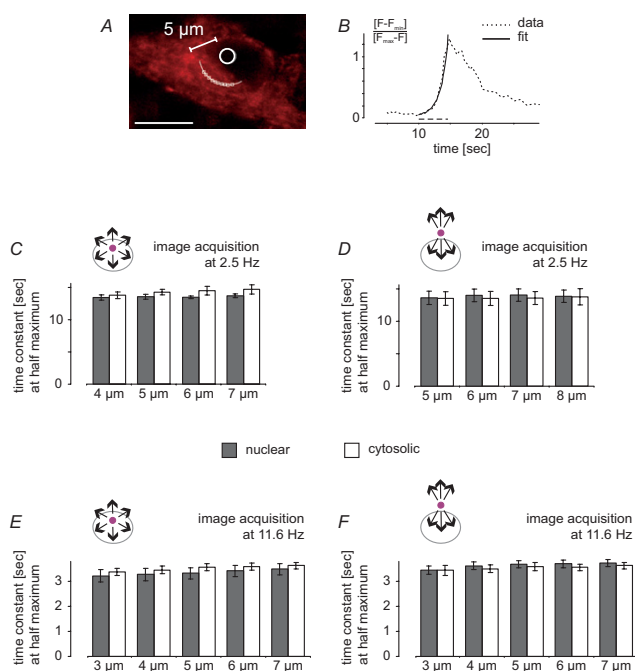 A
5 µm
B
[F-Fmin]
[Fmax-F]
data
fit
1
0
10
20
time [sec]
C
image acquisition
at 2.5 Hz
time constant [sec]
at half maximum
10
0
4 µm 5 µm 6 µm 7 µm
D
image acquisition
at 2.5 Hz
time constant [sec]
at half maximum
10
0
5 µm 6 µm 7 µm 8 µm
nuclear
cytosolic
E
image acquisition
at 11.6 Hz
time constant [sec]
at half maximum
3
2
1
0
3 µm 4 µm 5 µm 6 µm 7 µm
F
image acquisition
at 11.6 Hz
time constant [sec]
at half maximum
3
2
1
0
3 µm 4 µm 5 µm 6 µm 7 µm